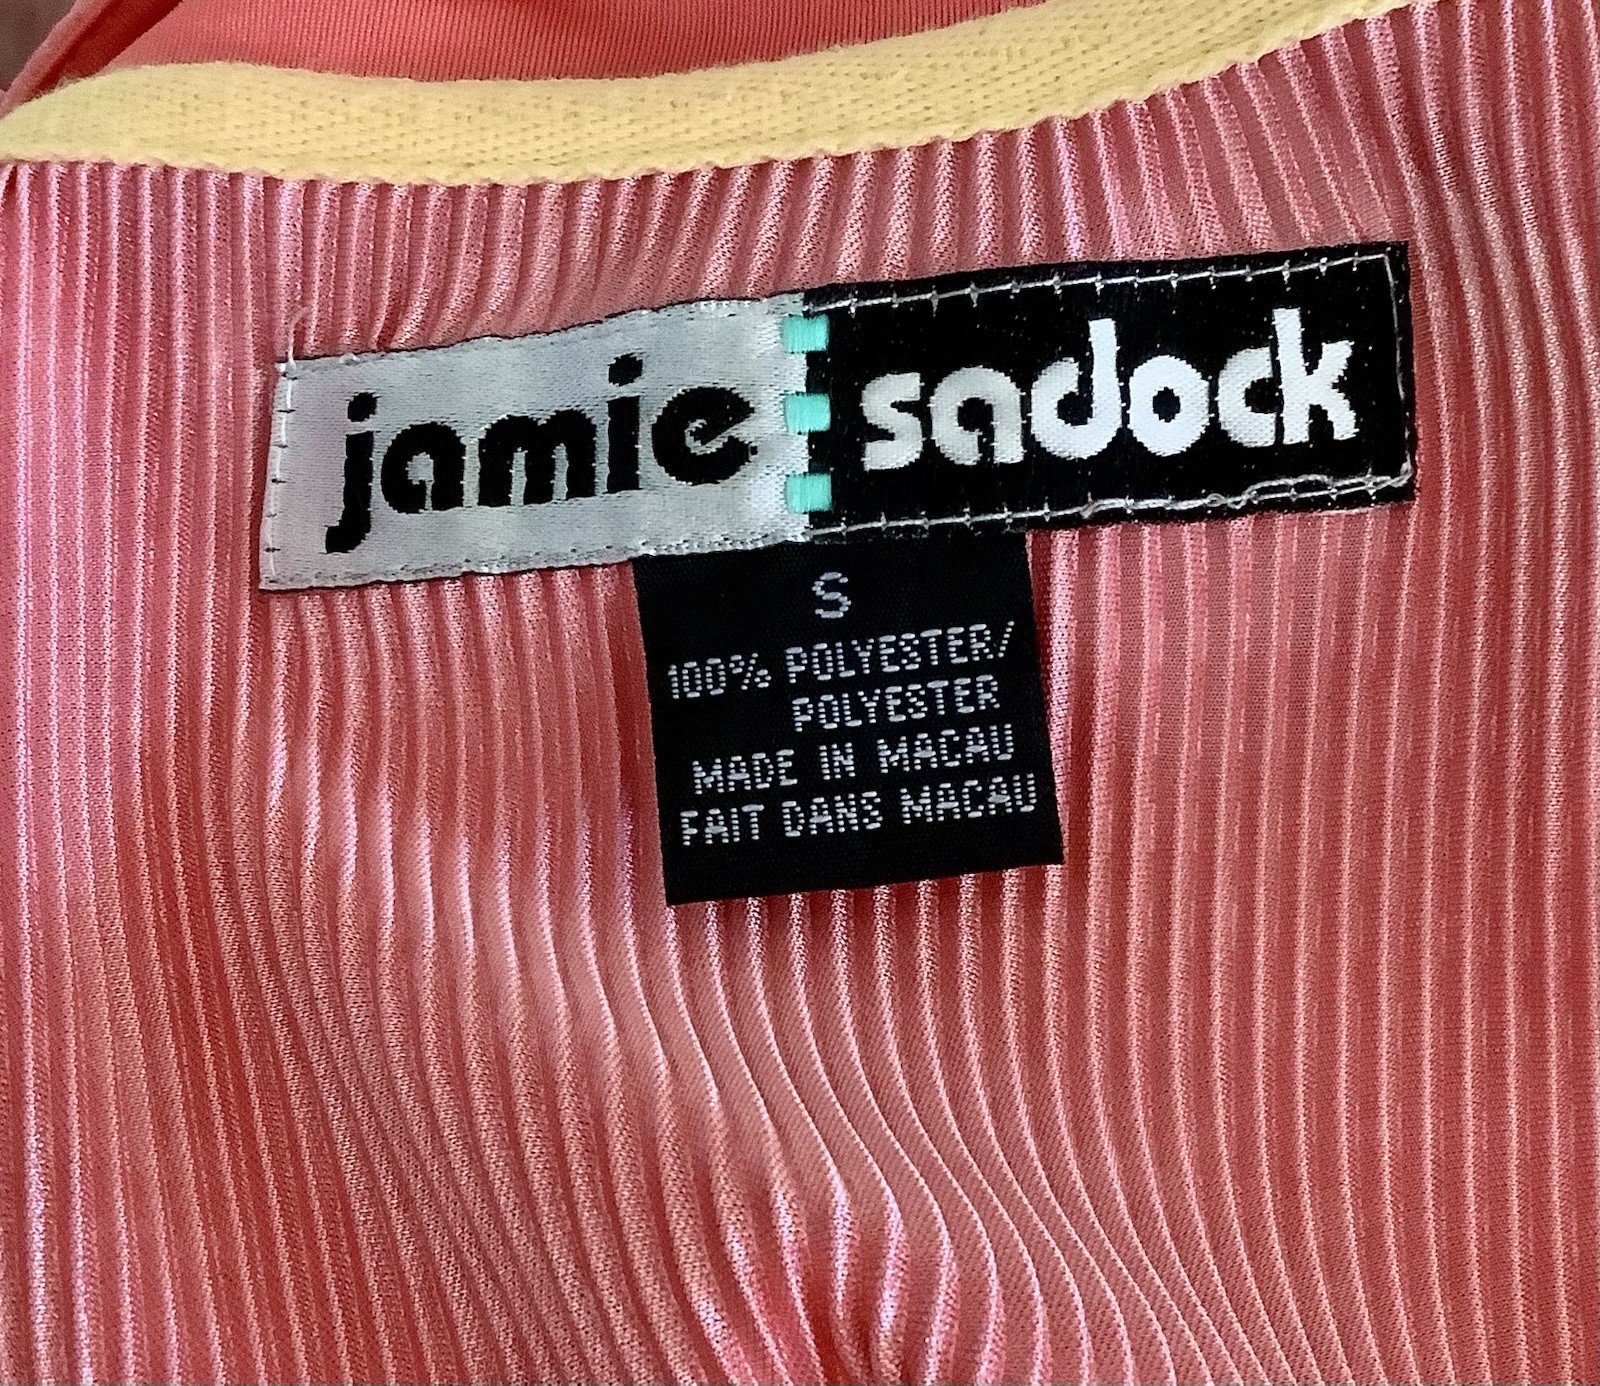 jamie sadock
S
100% POLYESTER/
POLYESTER
MADE IN MACAU
FAIT DANS MACAU